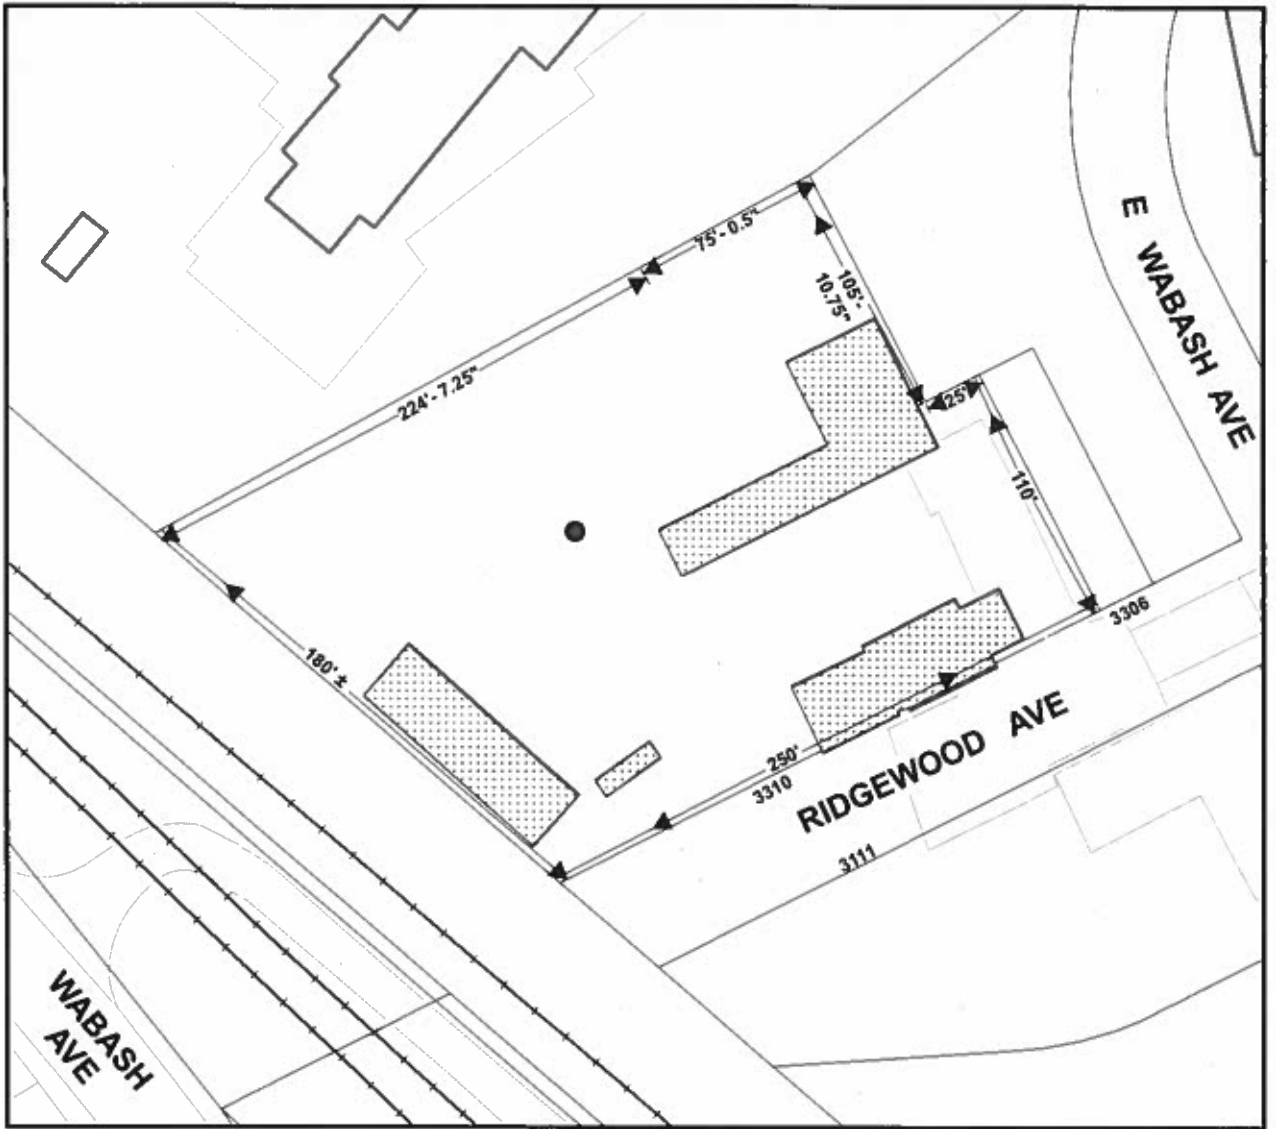 E WABASH AVE
75'- 0.5"
105'-
10.75"
224'- 7.25"
25'
110'
3306
180' ±
250'
3310
RIDGEWOOD AVE
3111
WABASH
AVE